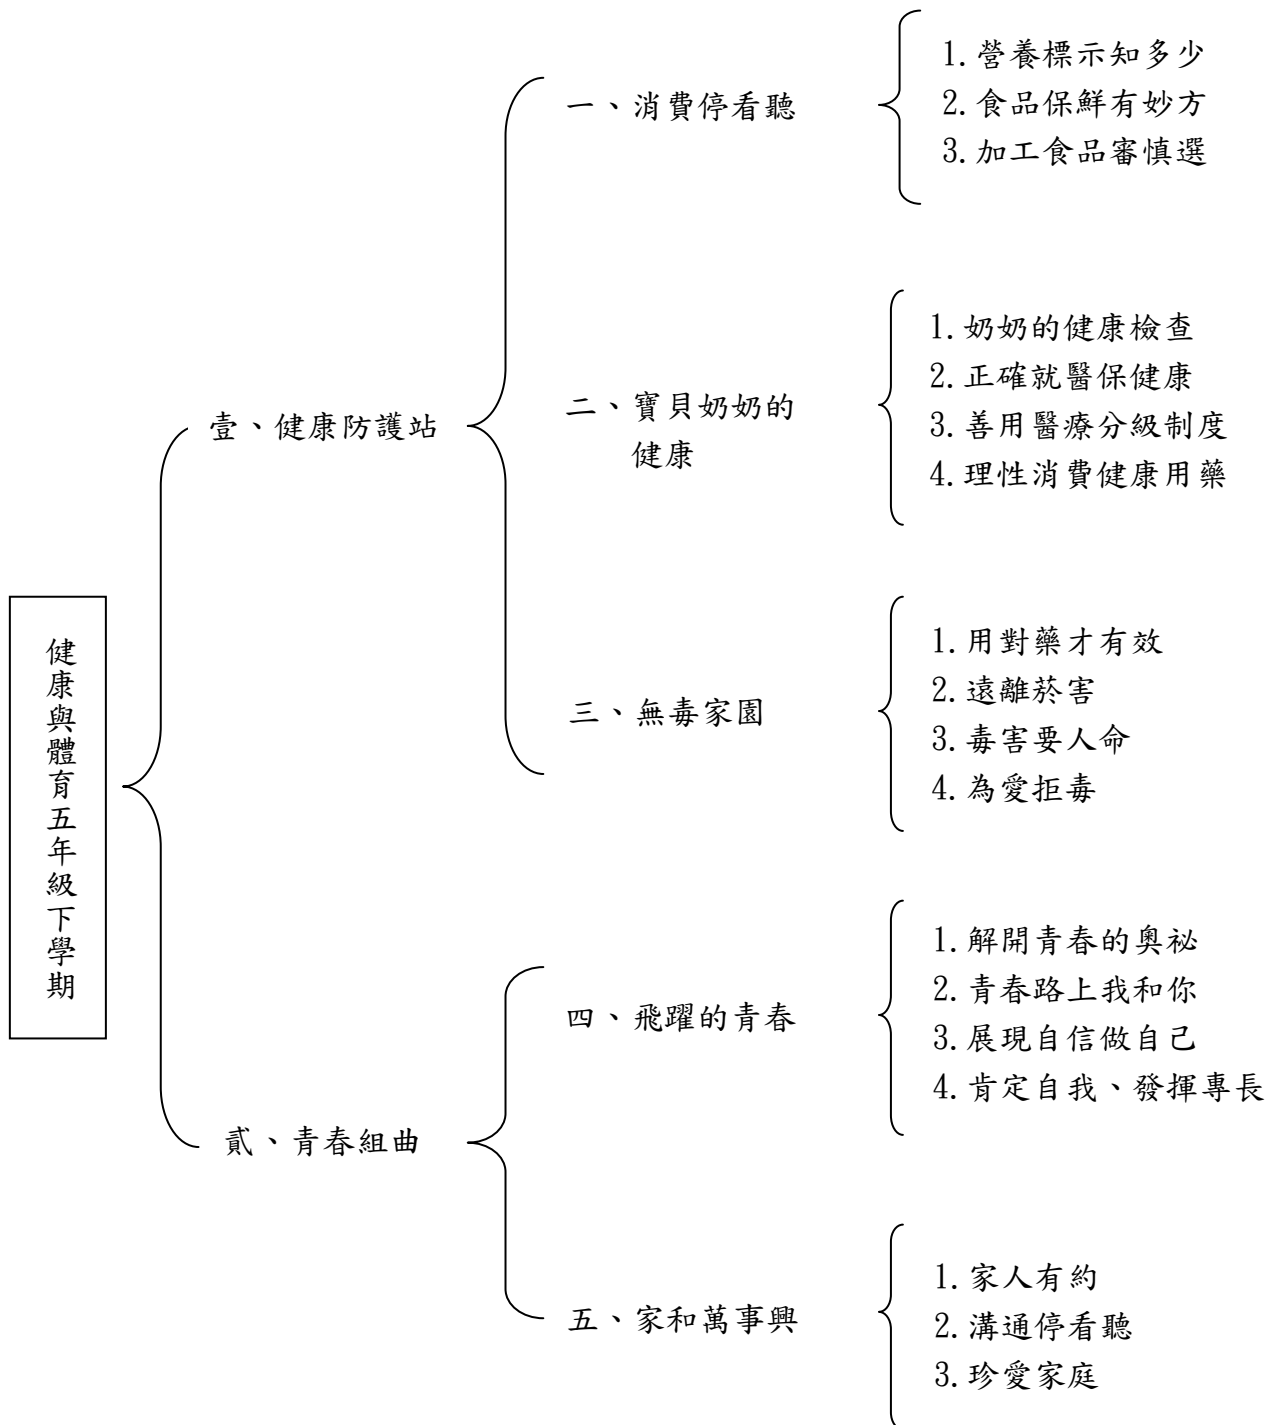 健康與體育五年級下學期
壹、健康防護站
一、消費停看聽
1.營養標示知多少
2.食品保鮮有妙方
3.加工食品審慎選
二、寶貝奶奶的
健康
1.奶奶的健康檢查
2.正確就醫保健康
3.善用醫療分級制度
4.理性消費健康用藥
三、無毒家園
1.用對藥才有效
2.遠離菸害
3.毒害要人命
4.為愛拒毒
貳、青春組曲
四、飛躍的青春
1.解開青春的奧祕
2.青春路上我和你
3.展現自信做自己
4.肯定自我、發揮專長
五、家和萬事興
1.家人有約
2.溝通停看聽
3.珍愛家庭